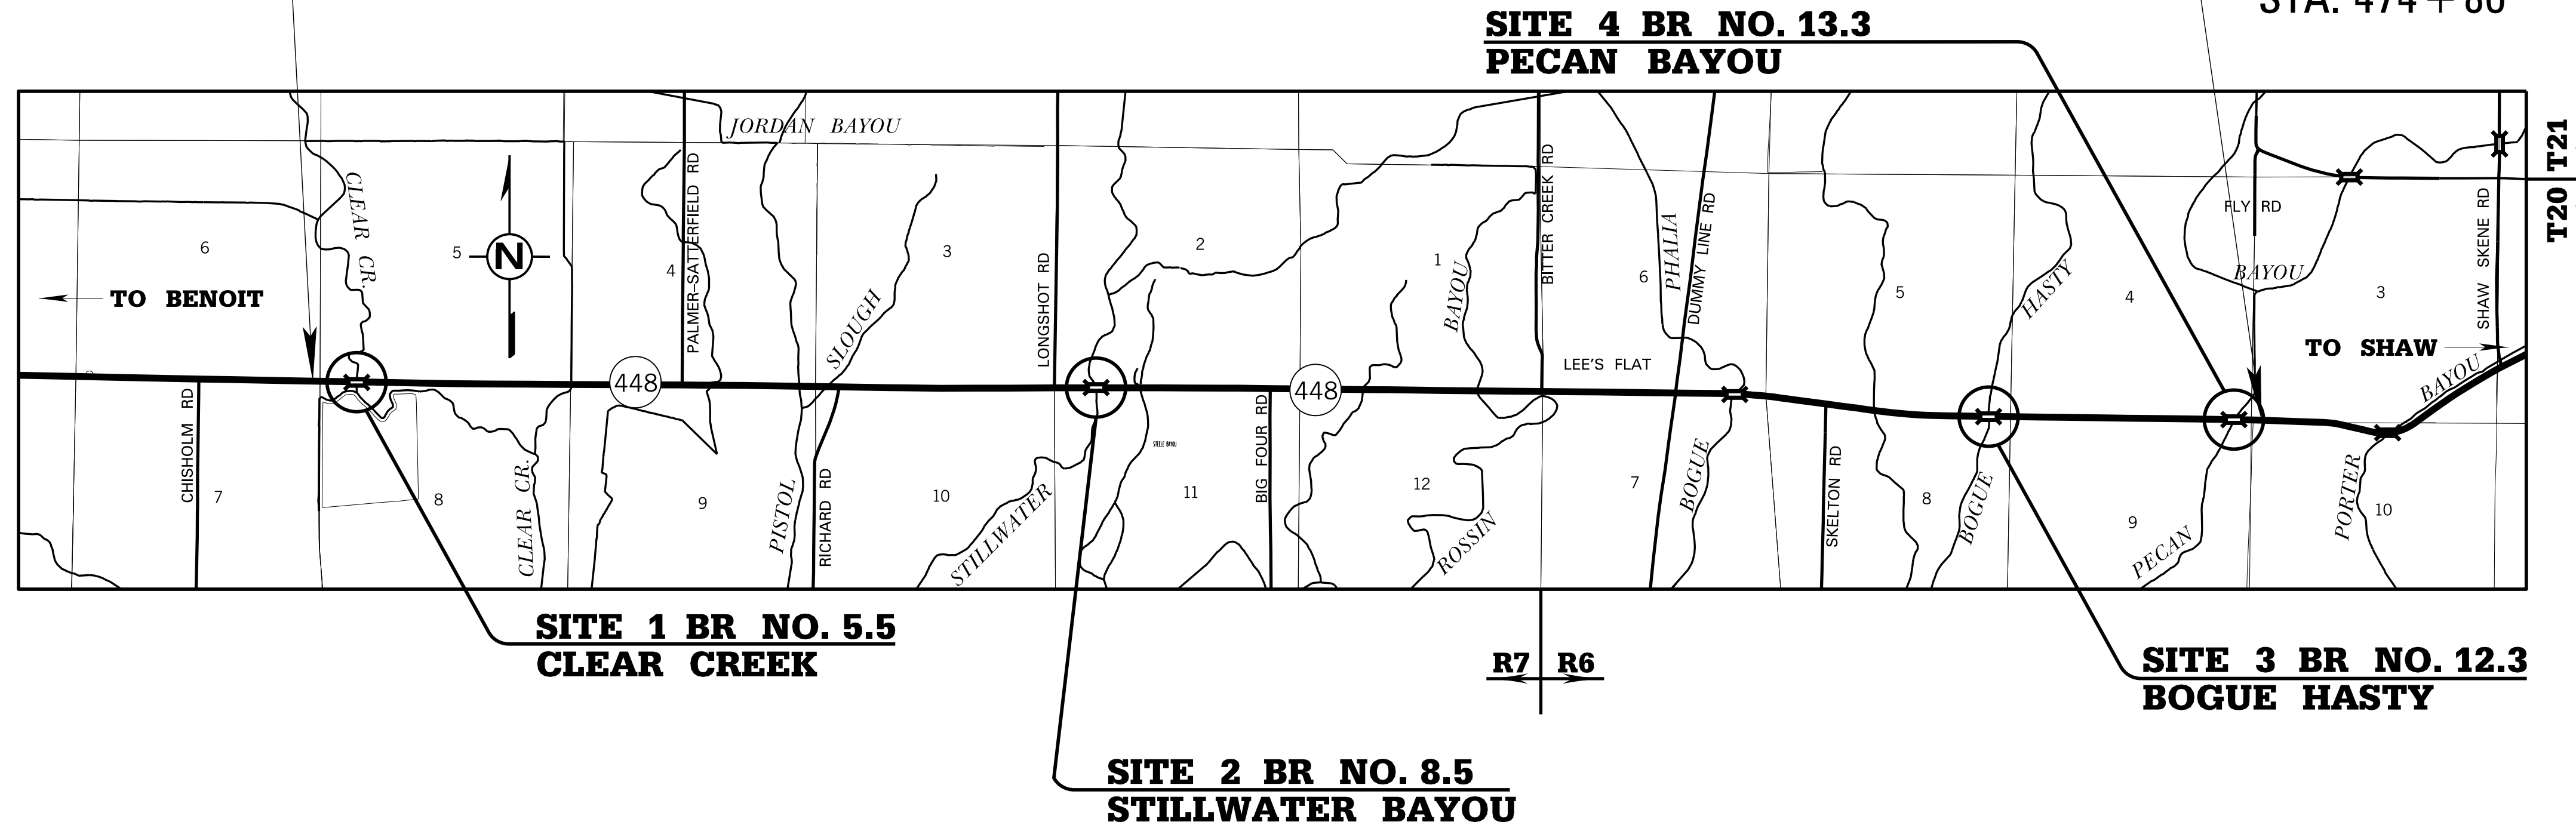 STA. 474+80
SITE 4 BR NO. 13.3
PECAN BAYOU
JORDAN BAYOU
T20 T21
CLEAR CR.
PALMER-SATTERFIELD RD
BITTER CREEK RD
PHALIA
DUMMY LINE RD
FLY RD
SHAW SKENE RD
6
5
N
4
3
2
1
6
5
4
3
TO BENOIT
SLOUGH
LONGSHOT RD
BAYOU
HASTY
BAYOU
TO SHAW
LEE'S FLAT
448
448
BAYOU
CHISHOLM RD
BIG FOUR RD
STELLE BAYOU
7
8
CLEAR CR.
9
PISTOL
RICHARD RD
10
STILLWATER
11
12
ROSSIN
7
BOGUE
SKELTON RD
8
BOGUE
9
PECAN
PORTER
10
SITE 1 BR NO. 5.5
CLEAR CREEK
R7 R6
SITE 3 BR NO. 12.3
BOGUE HASTY
SITE 2 BR NO. 8.5
STILLWATER BAYOU